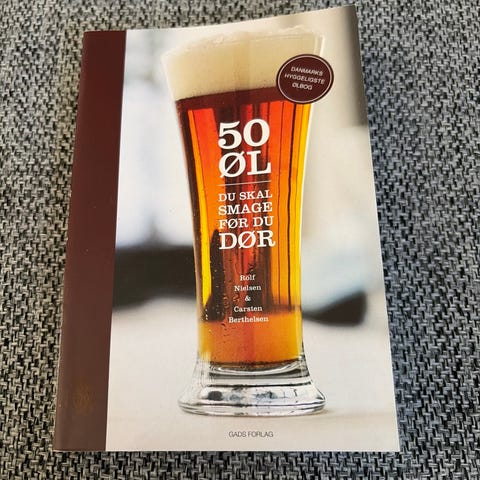 DANMARKS
HYGGELIGSTE
ØLBOG
50
ØL
DU SKAL
SMAGE
FØR DU
DØR
Rolf
Nielsen
&
Carsten
Berthelsen
GADS FORLAG